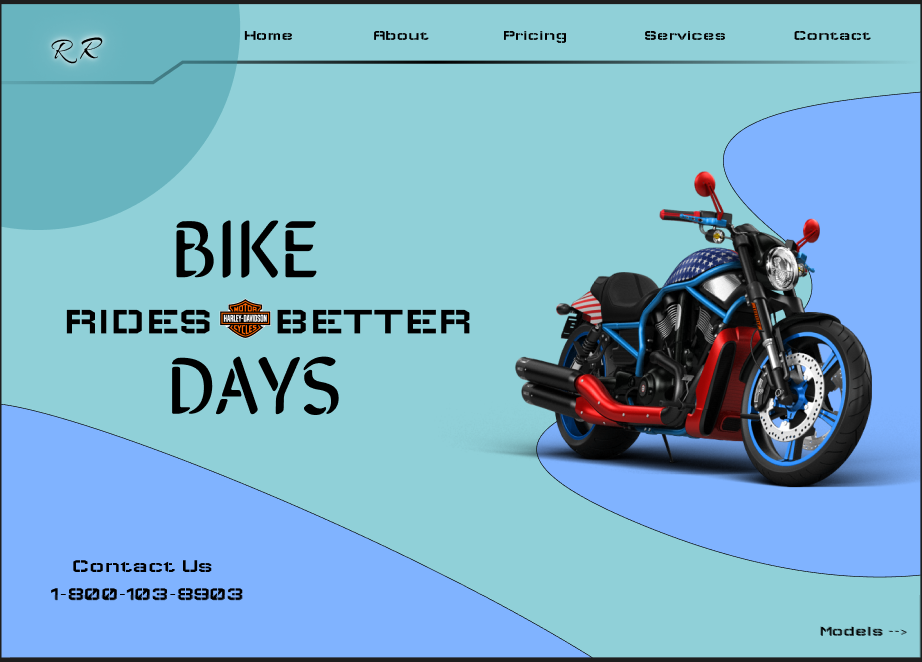 RR
Home About Pricing Services Contact
BIKE
RIDES MOTOR HARLEY-DAVIDSON CYCLES BETTER
DAYS
Contact Us
1-800-103-8903
Models -->